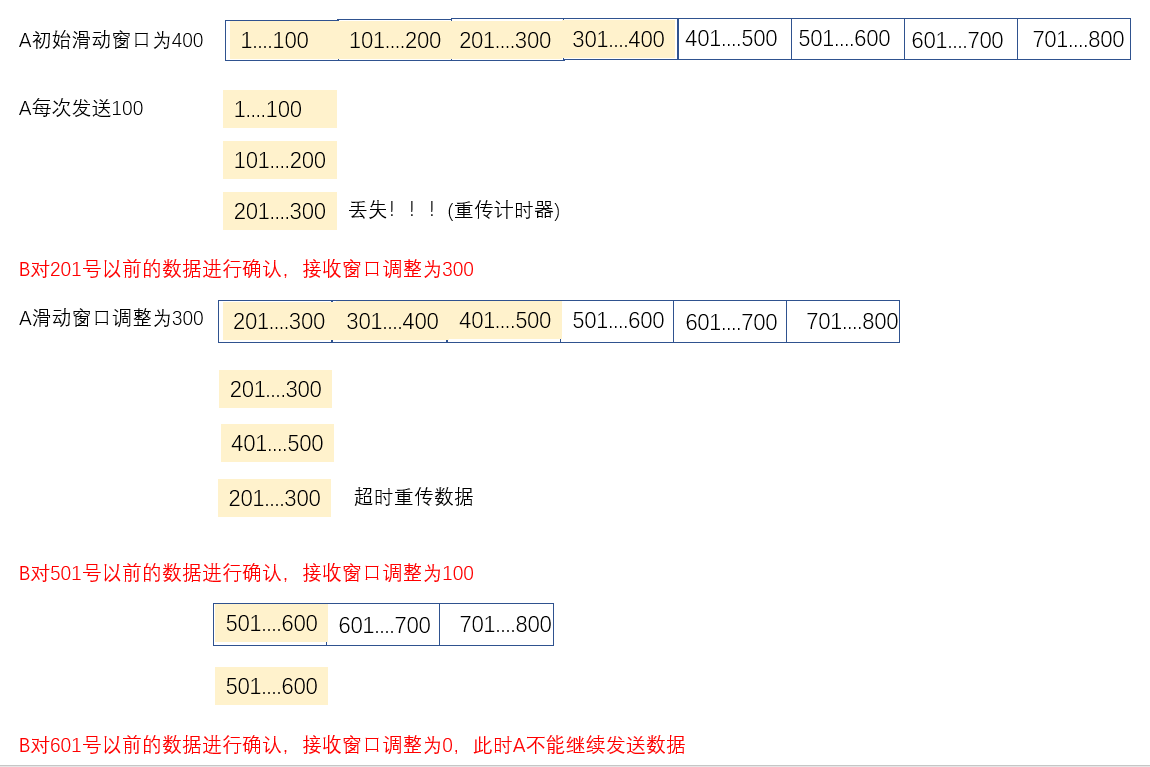 A初始滑动窗口为400 1....100 101....200 201....300 301....400 401....500 501....600 601....700 701....800
A每次发送100 1....100
101....200
201....300 丢失！！！(重传计时器)
B对201号以前的数据进行确认，接收窗口调整为300
A滑动窗口调整为300 201....300 301....400 401....500 501....600 601....700 701....800
201....300
401....500
201....300 超时重传数据
B对501号以前的数据进行确认，接收窗口调整为100
501....600 601....700 701....800
501....600
B对601号以前的数据进行确认，接收窗口调整为0，此时A不能继续发送数据